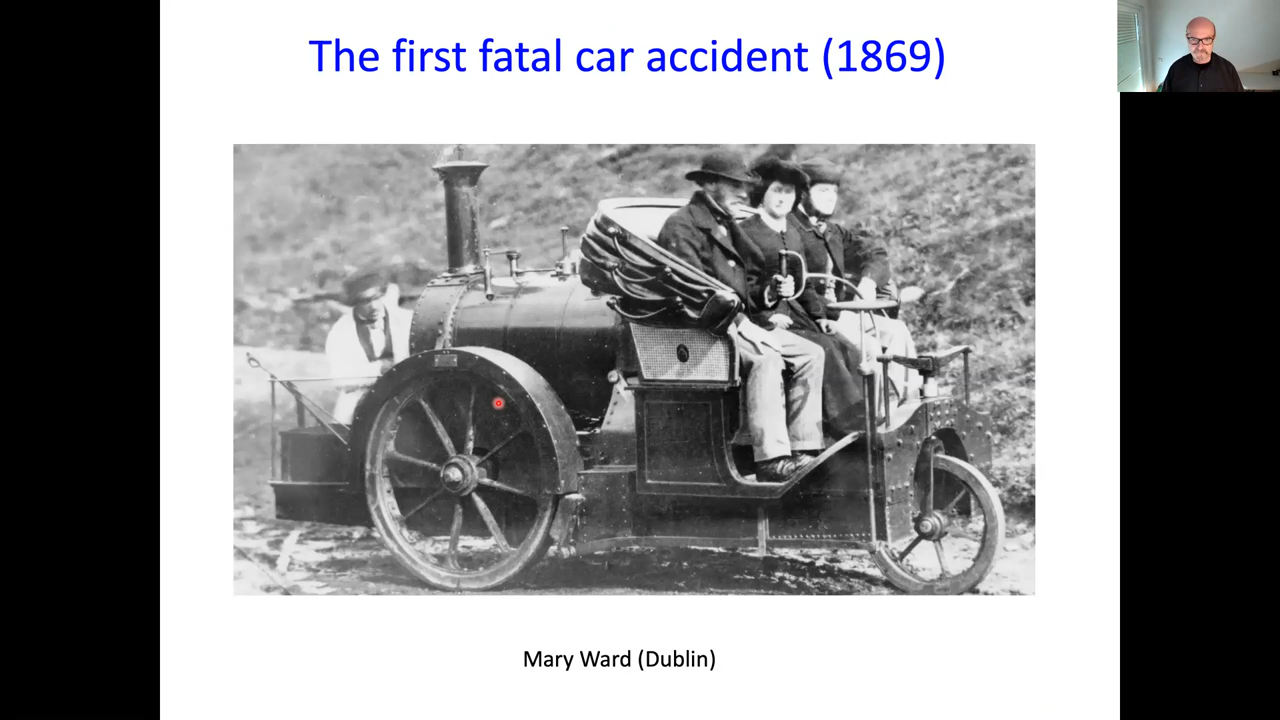 The first fatal car accident (1869)
Mary Ward (Dublin)